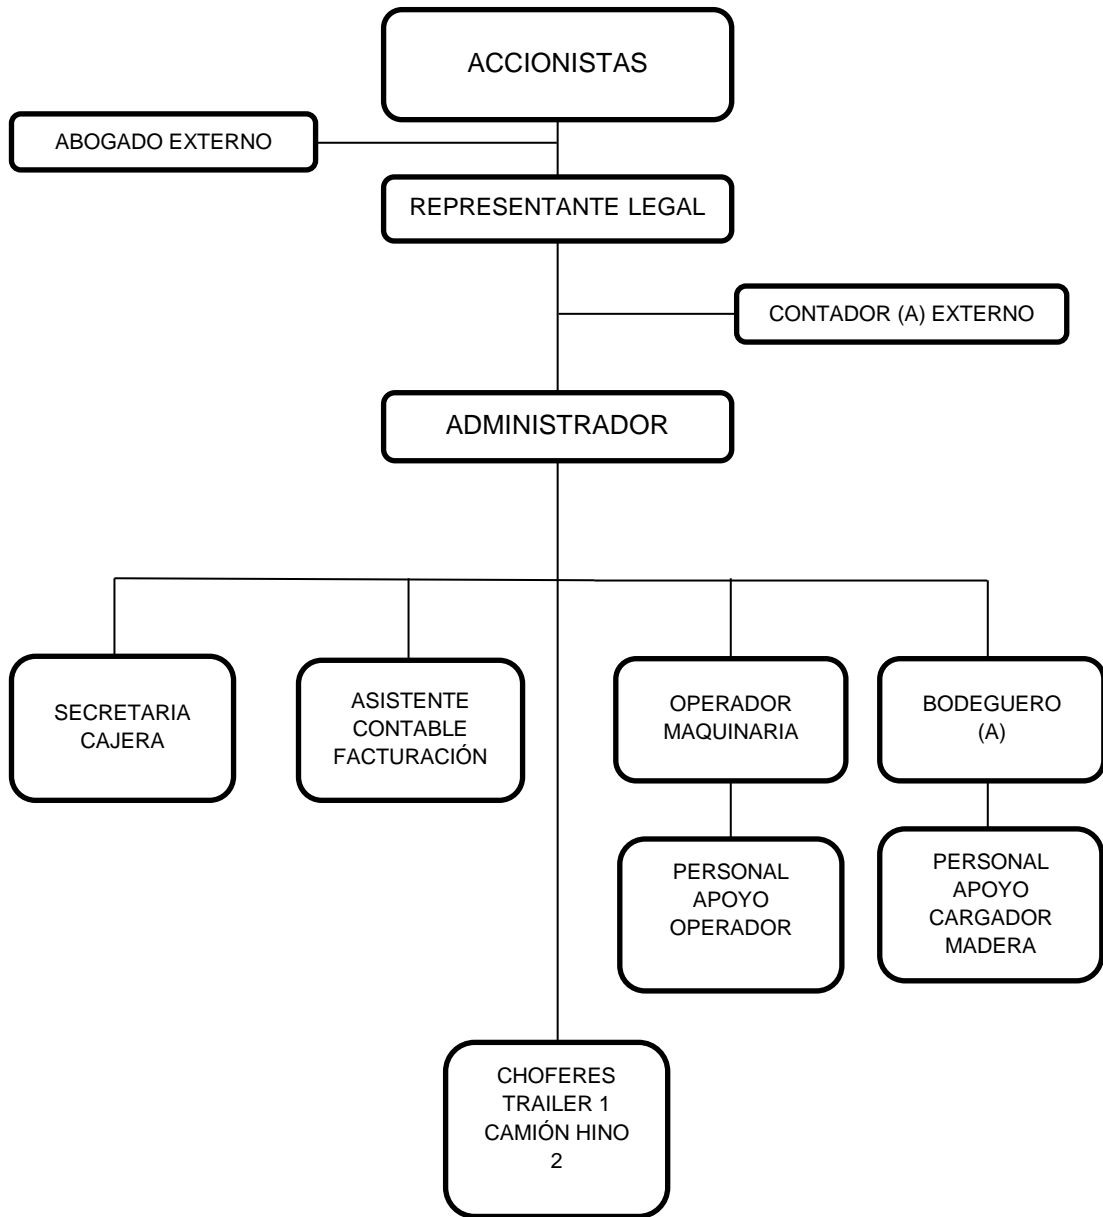 ACCIONISTAS
ABOGADO EXTERNO
REPRESENTANTE LEGAL
CONTADOR (A) EXTERNO
ADMINISTRADOR
SECRETARIA
CAJERA
ASISTENTE
CONTABLE
FACTURACIÓN
OPERADOR
MAQUINARIA
BODEGUERO
(A)
PERSONAL
APOYO
OPERADOR
PERSONAL
APOYO
CARGADOR
MADERA
CHOFERES
TRAILER 1
CAMIÓN HINO
2